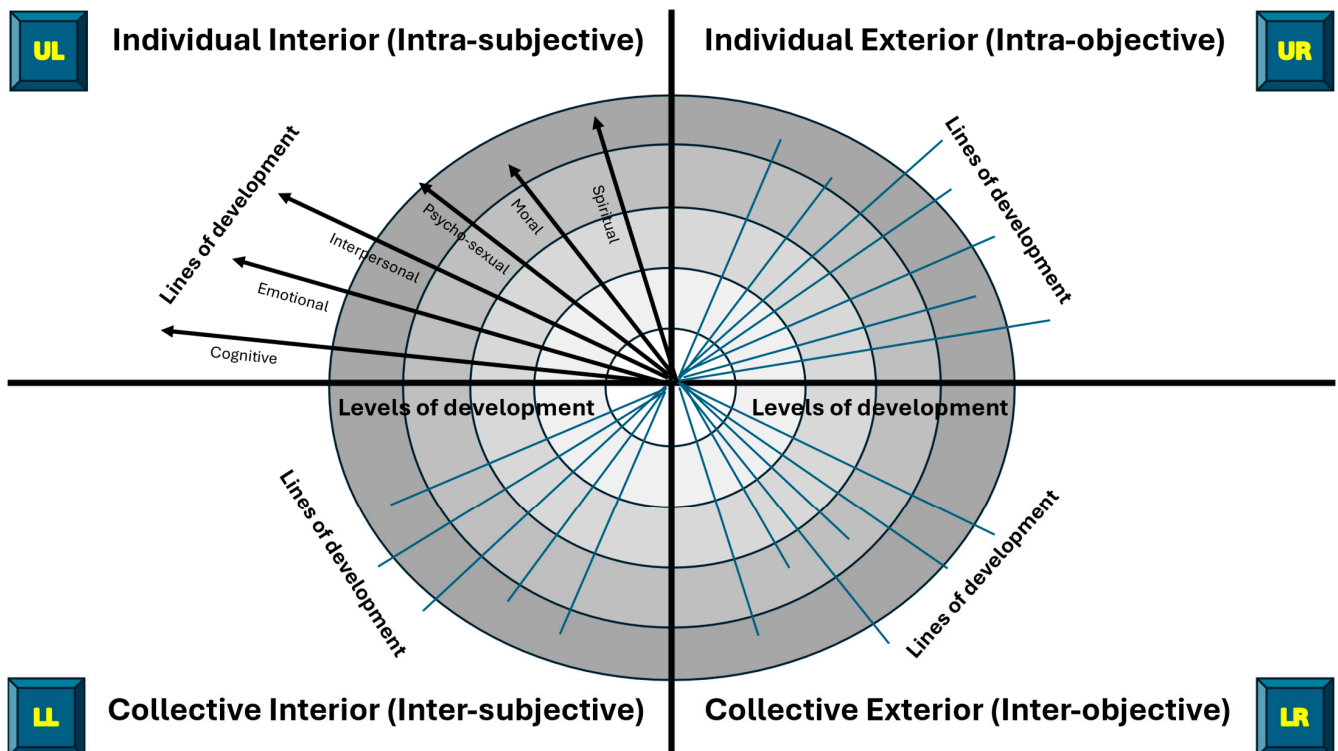 UL
Individual Interior (Intra-subjective)
Individual Exterior (Intra-objective)
UR
Lines of development
Lines of development
Spiritual
Moral
Psycho-sexual
Interpersonal
Emotional
Cognitive
Levels of development
Levels of development
Lines of development
Lines of development
LL
Collective Interior (Inter-subjective)
Collective Exterior (Inter-objective)
LR